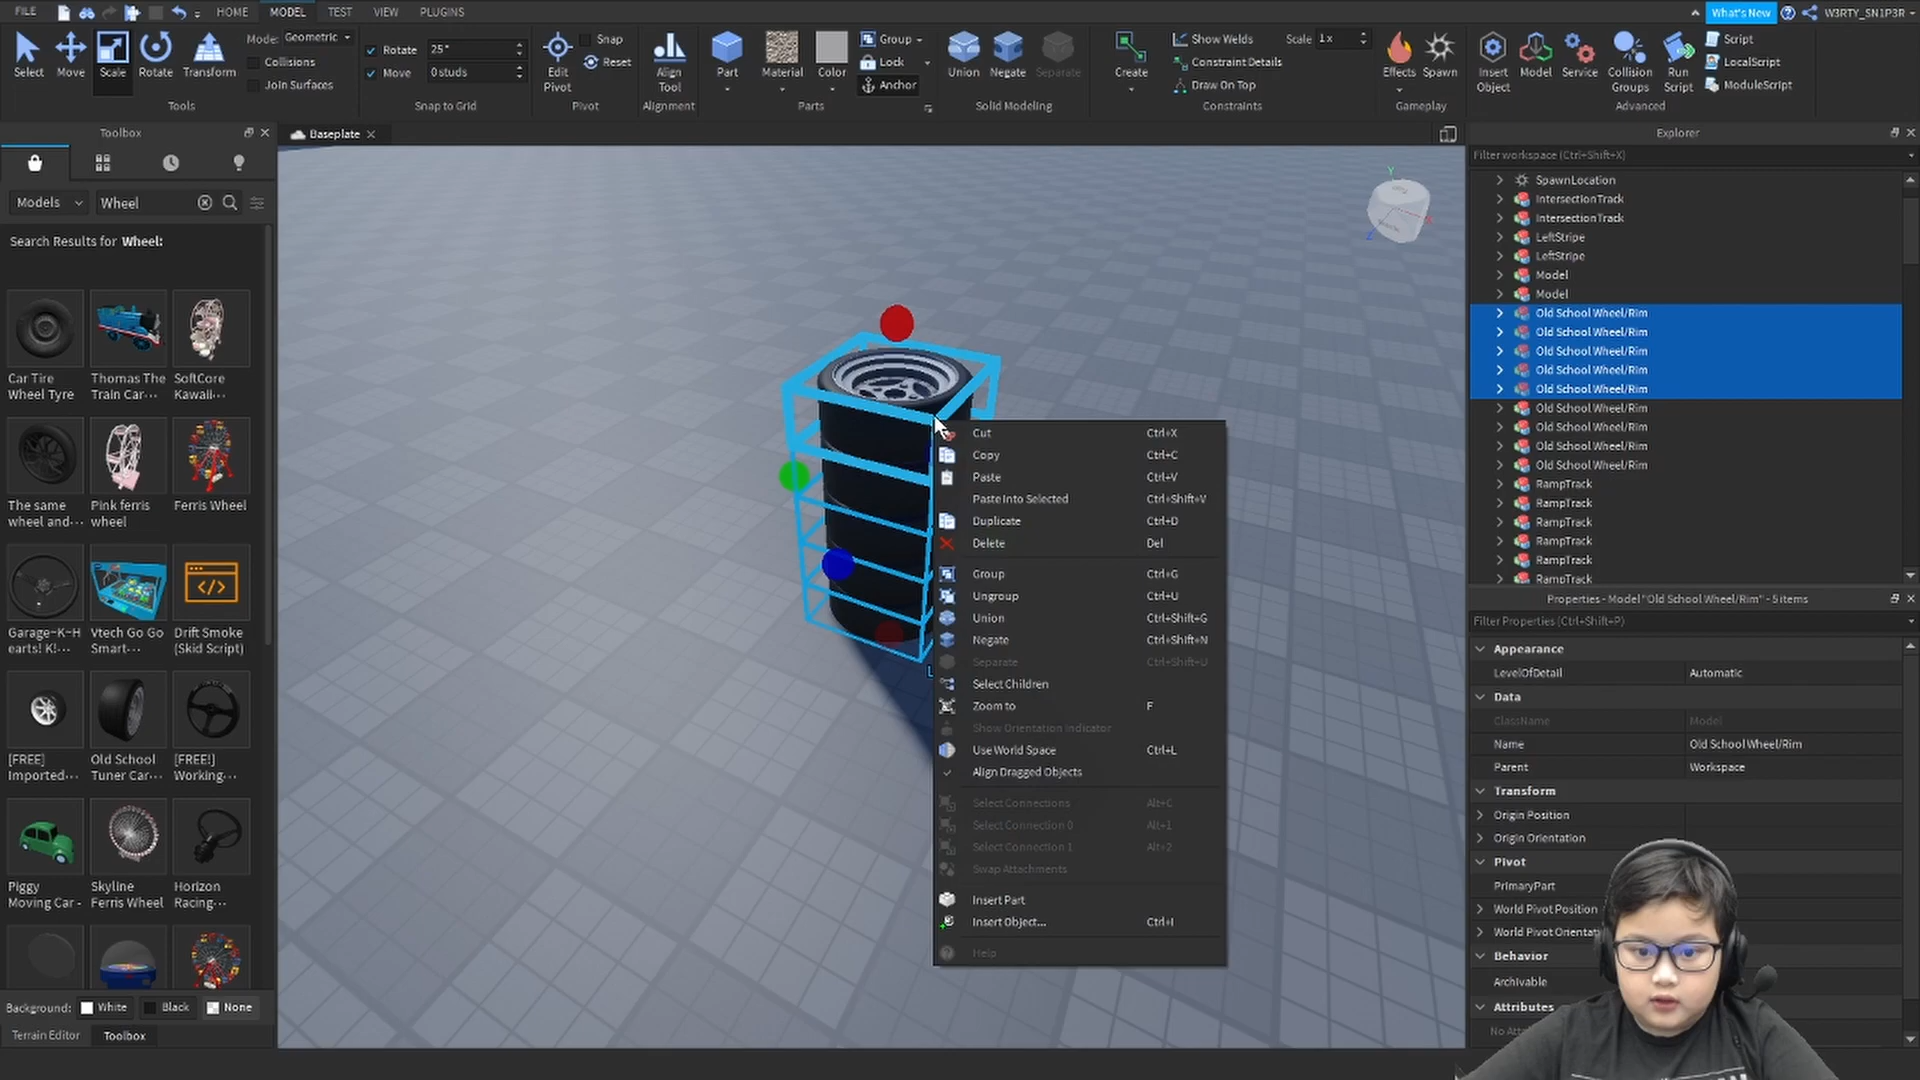 FILE HOME MODEL TEST VIEW PLUGINS What's New W3RTY_SN1P3R
Select Move Scale Rotate Transform
Mode: Geometric
Collisions
Join Surfaces
Tools
Rotate 25°
Move 0 studs
Snap to Grid
Edit Pivot
Snap
Reset
Pivot
Align Tool
Alignment
Part Material Color
Group
Lock
Anchor
Parts
Union Negate Separate
Solid Modeling
Create
Show Welds
Constraint Details
Draw On Top
Scale 1x
Constraints
Effects Spawn
Gameplay
Insert Object
Model
Service
Collision Groups
Run Script
Script
LocalScript
ModuleScript
Advanced
Toolbox
Models Wheel
Search Results for Wheel:
Car Tire Wheel Tyre
Thomas The Train Car···
SoftCore Kawaii···
The same wheel and···
Pink ferris wheel
Ferris Wheel
Garage-K-H earts! K!···
Vtech Go Go Smart-···
Drift Smoke (Skid Script)
[FREE] Imported···
Old School Tuner Car···
[FREE!] Working···
Piggy Moving Car -
Skyline Ferris Wheel
Horizon Racing···
Background: White Black None
Terrain Editor Toolbox
Baseplate
Y
Cut Ctrl+X
Copy Ctrl+C
Paste Ctrl+V
Paste Into Selected Ctrl+Shift+V
Duplicate Ctrl+D
Delete Del
Group Ctrl+G
Ungroup Ctrl+U
Union Ctrl+Shift+G
Negate Ctrl+Shift+N
Separate Ctrl+Shift+U
Select Children
Zoom to F
Show Orientation Indicator
Use World Space Ctrl+L
Align Dragged Objects
Select Connections Alt+C
Select Connection 0 Alt+1
Select Connection 1 Alt+2
Swap Attachments
Insert Part
Insert Object... Ctrl+I
Help
Explorer
Filter workspace (Ctrl+Shift+X)
SpawnLocation
IntersectionTrack
IntersectionTrack
LeftStripe
LeftStripe
Model
Model
Old School Wheel/Rim
Old School Wheel/Rim
Old School Wheel/Rim
Old School Wheel/Rim
Old School Wheel/Rim
Old School Wheel/Rim
Old School Wheel/Rim
Old School Wheel/Rim
Old School Wheel/Rim
RampTrack
RampTrack
RampTrack
RampTrack
RampTrack
RampTrack
Properties - Model "Old School Wheel/Rim" - 5 items
Filter Properties (Ctrl+Shift+P)
Appearance
LevelOfDetail Automatic
Data
ClassName Model
Name Old School Wheel/Rim
Parent Workspace
Transform
Origin Position
Origin Orientation
Pivot
PrimaryPart
World Pivot Position
World Pivot Orientat
Behavior
Archivable
Attributes